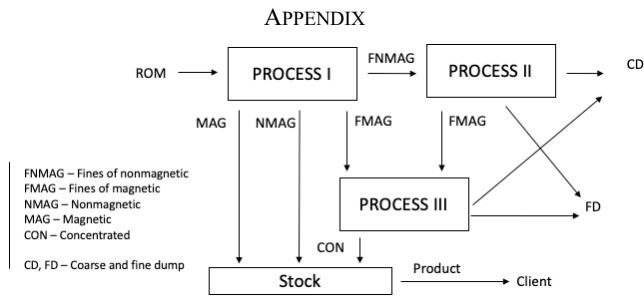 APPENDIX
ROM
PROCESS I
FNMAG
PROCESS II
CD
MAG
NMAG
FMAG
FMAG
FNMAG – Fines of nonmagnetic
FMAG – Fines of magnetic
NMAG – Nonmagnetic
MAG – Magnetic
CON – Concentrated
CD, FD – Coarse and fine dump
PROCESS III
FD
CON
Stock
Product
Client